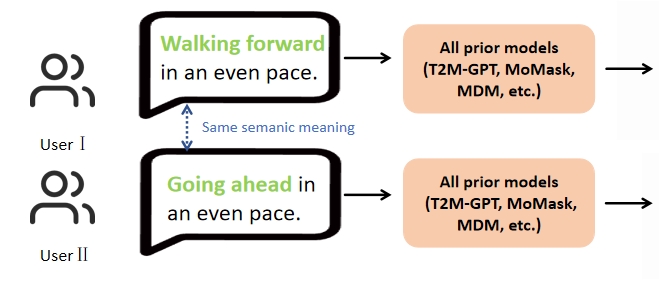 Walking forward
in an even pace.
All prior models
(T2M-GPT, MoMask,
MDM, etc.)
User Ⅰ
Same semanic meaning
Going ahead in
an even pace.
All prior models
(T2M-GPT, MoMask,
MDM, etc.)
User Ⅱ